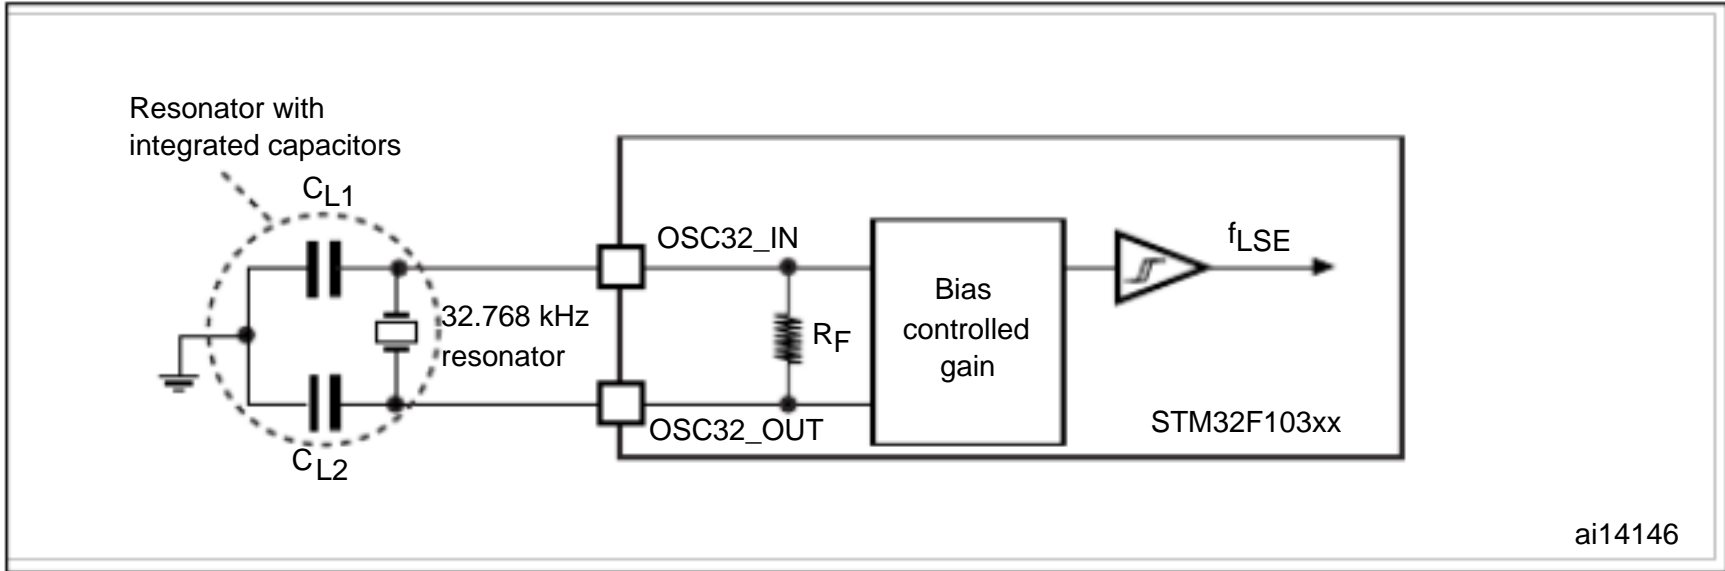 Resonator with
integrated capacitors
CL1
OSC32_IN
fLSE
32.768 kHz
resonator
RF
Bias
controlled
gain
OSC32_OUT
STM32F103xx
CL2
ai14146